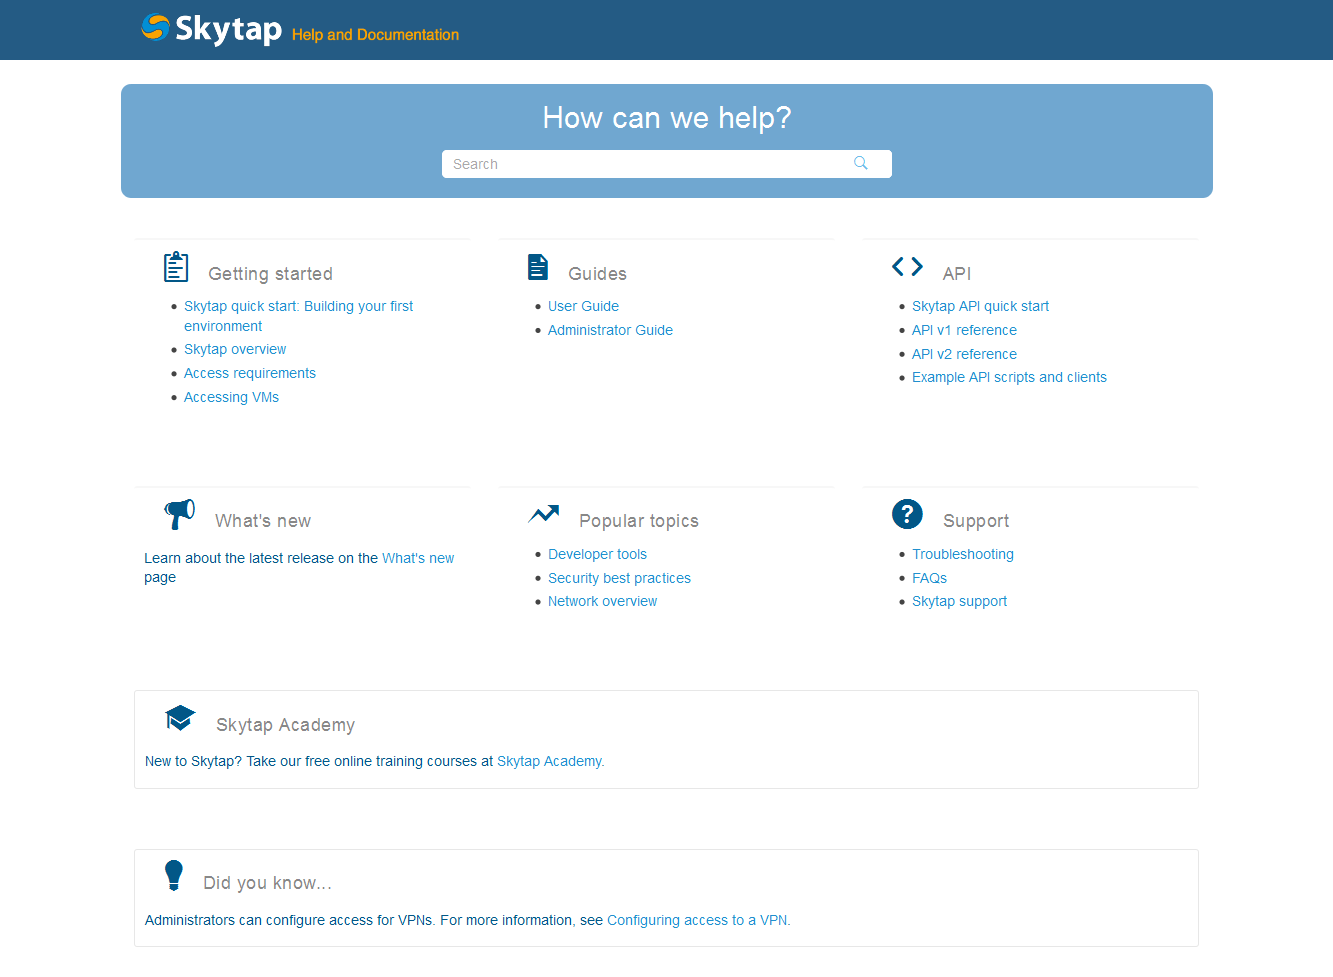 Skytap Help and Documentation
How can we help?
Search
Getting started
Skytap quick start: Building your first
environment
Skytap overview
Access requirements
Accessing VMs
Guides
User Guide
Administrator Guide
API
Skytap API quick start
API v1 reference
API v2 reference
Example API scripts and clients
What's new
Learn about the latest release on the What's new
page
Popular topics
Developer tools
Security best practices
Network overview
Support
Troubleshooting
FAQs
Skytap support
Skytap Academy
New to Skytap? Take our free online training courses at Skytap Academy.
Did you know...
Administrators can configure access for VPNs. For more information, see Configuring access to a VPN.